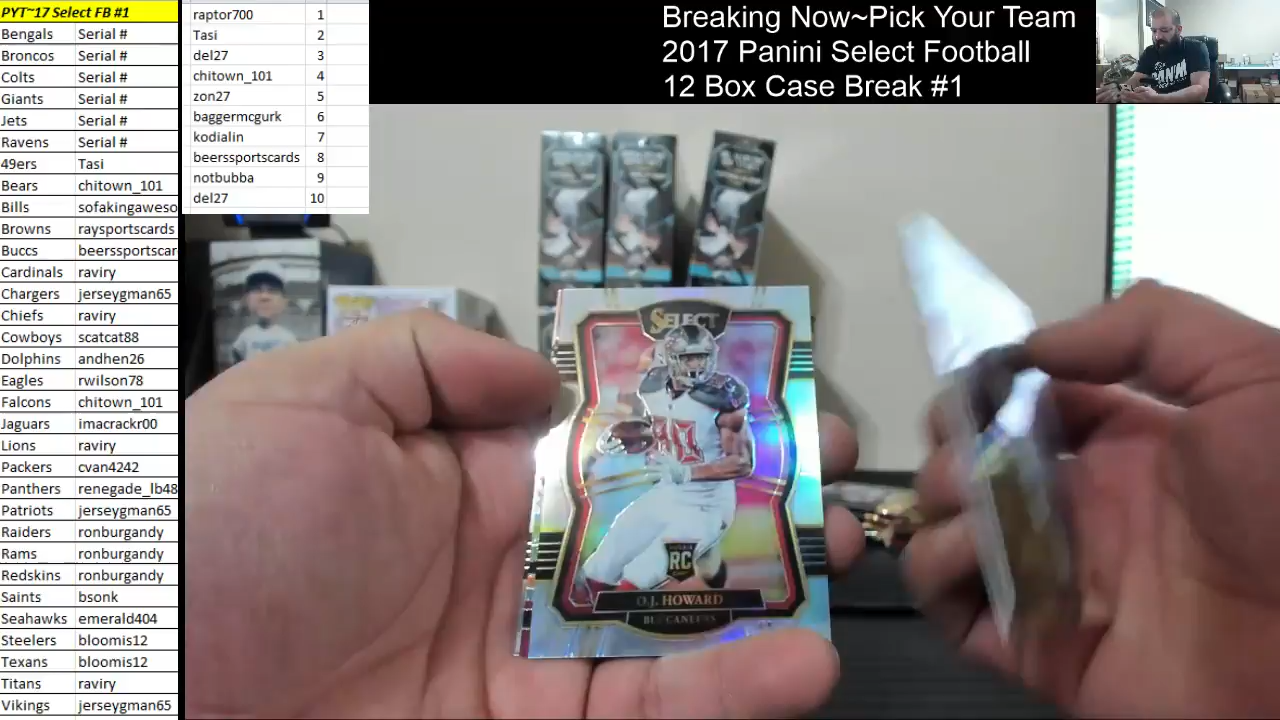 PYT~17 Select FB #1
Bengals Serial #
Broncos Serial #
Colts Serial #
Giants Serial #
Jets Serial #
Ravens Serial #
49ers Tasi
Bears chitown_101
Bills sofakingaweso
Browns raysportscards
Buccs beerssportscar
Cardinals raviry
Chargers jerseygman65
Chiefs raviry
Cowboys scatcat88
Dolphins andhen26
Eagles rwilson78
Falcons chitown_101
Jaguars imacrackr00
Lions raviry
Packers cvan4242
Panthers renegade_lb48
Patriots jerseygman65
Raiders ronburgandy
Rams ronburgandy
Redskins ronburgandy
Saints bsonk
Seahawks emerald404
Steelers bloomis12
Texans bloomis12
Titans raviry
Vikings jerseygman65
raptor700 1
Tasi 2
del27 3
chitown_101 4
zon27 5
baggermcgurk 6
kodialin 7
beerssportscards 8
notbubba 9
del27 10
Breaking Now~Pick Your Team
2017 Panini Select Football
12 Box Case Break #1
SELECT
RC
O.J. HOWARD
BUCCANEERS